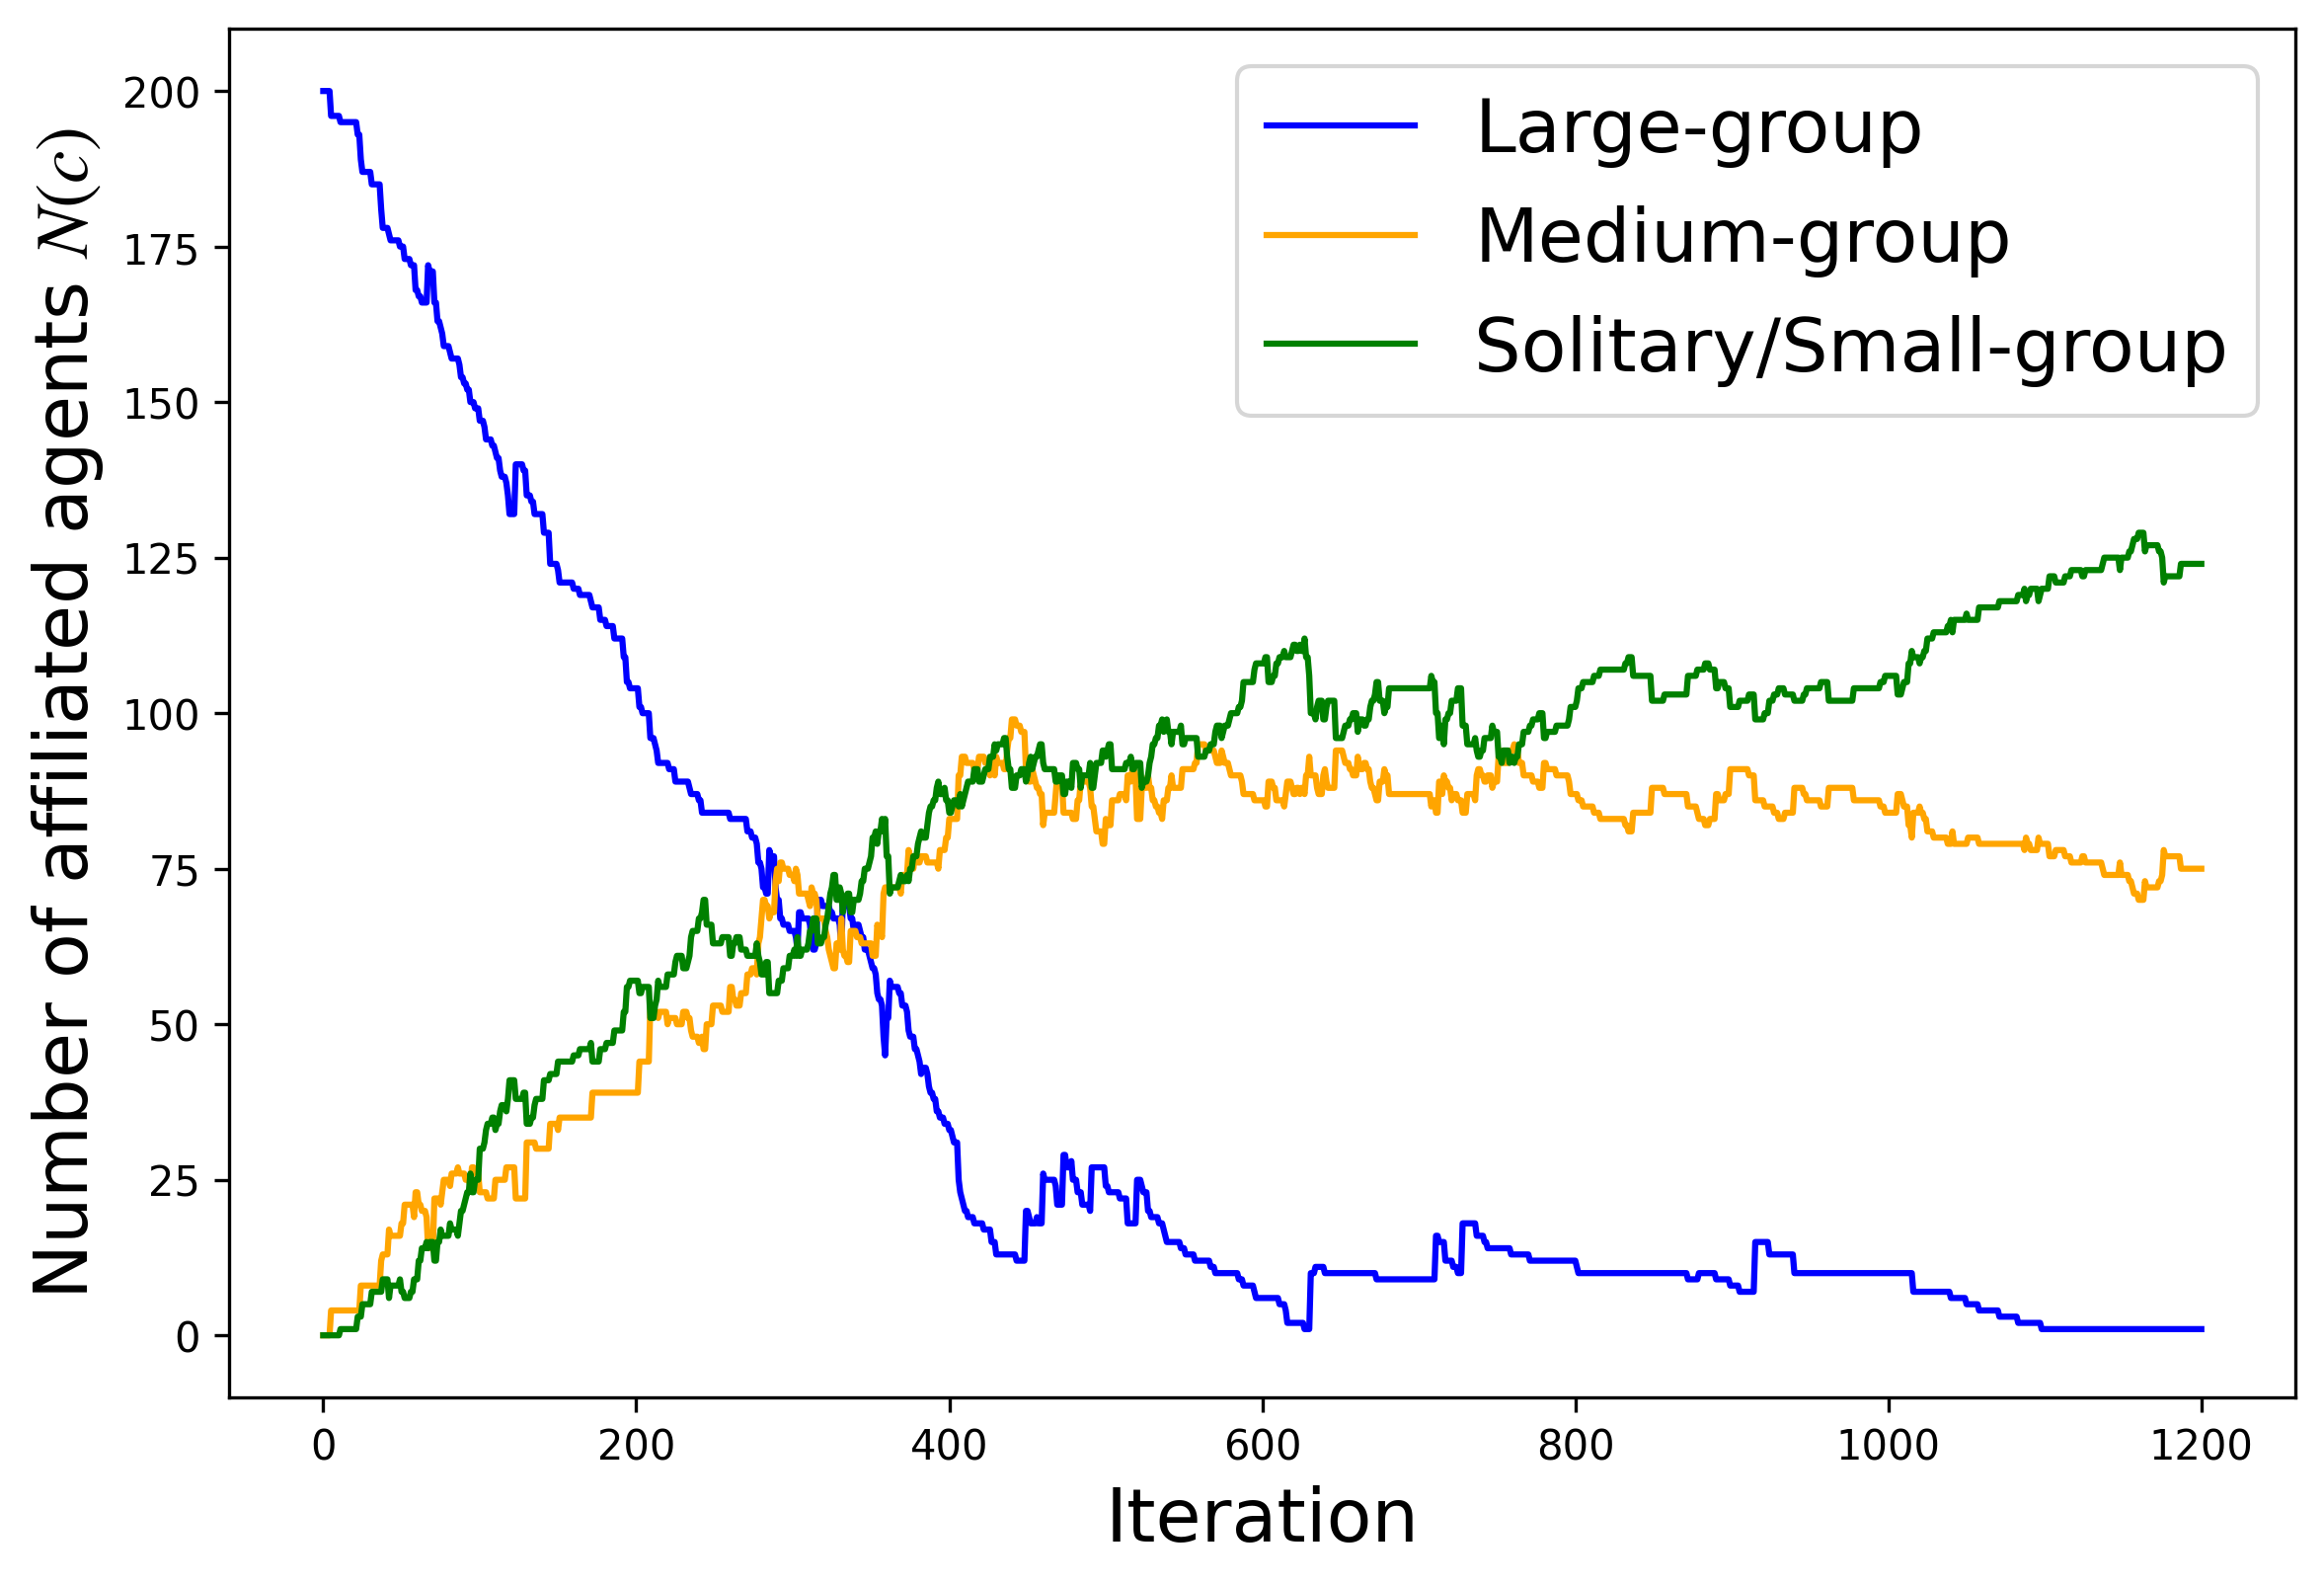 Number of affiliated agents N(c)
200
175
150
125
100
75
50
25
0
Large-group
Medium-group
Solitary/Small-group
0 200 400 600 800 1000 1200
Iteration